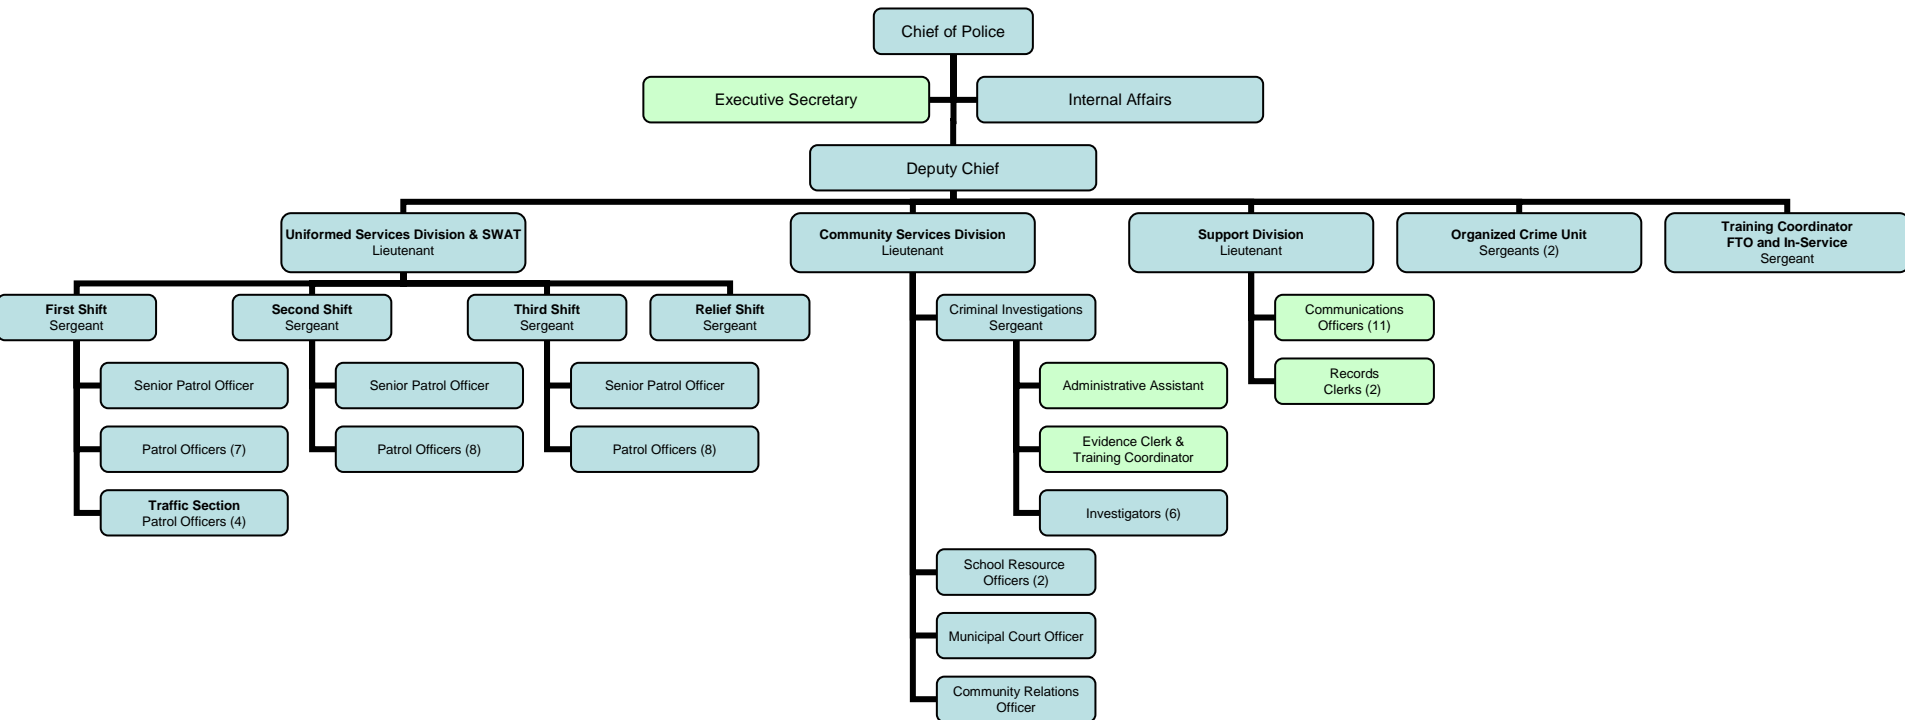 Chief of Police
Executive Secretary
Internal Affairs
Deputy Chief
Uniformed Services Division & SWAT
Lieutenant
Community Services Division
Lieutenant
Support Division
Lieutenant
Organized Crime Unit
Sergeants (2)
Training Coordinator
FTO and In-Service
Sergeant
First Shift
Sergeant
Second Shift
Sergeant
Third Shift
Sergeant
Relief Shift
Sergeant
Criminal Investigations
Sergeant
Communications
Officers (11)
Senior Patrol Officer
Senior Patrol Officer
Senior Patrol Officer
Administrative Assistant
Records
Clerks (2)
Patrol Officers (7)
Patrol Officers (8)
Patrol Officers (8)
Evidence Clerk &
Training Coordinator
Traffic Section
Patrol Officers (4)
Investigators (6)
School Resource
Officers (2)
Municipal Court Officer
Community Relations
Officer